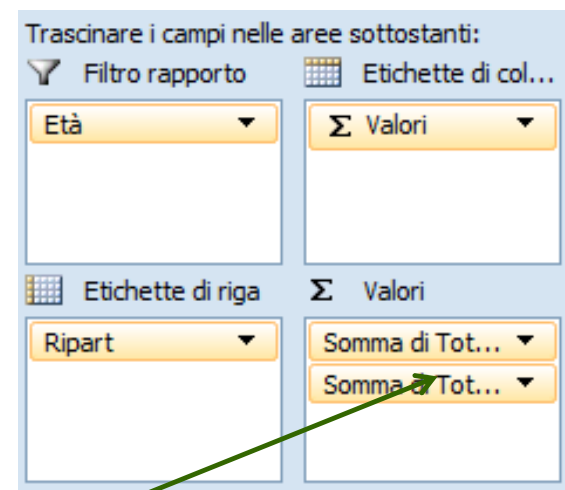 Trascinare i campi nelle aree sottostanti:
Filtro rapporto
Etichette di col...
Età
Σ Valori
Etichette di riga
Σ Valori
Ripart
Somma di Tot...
Somma di Tot...